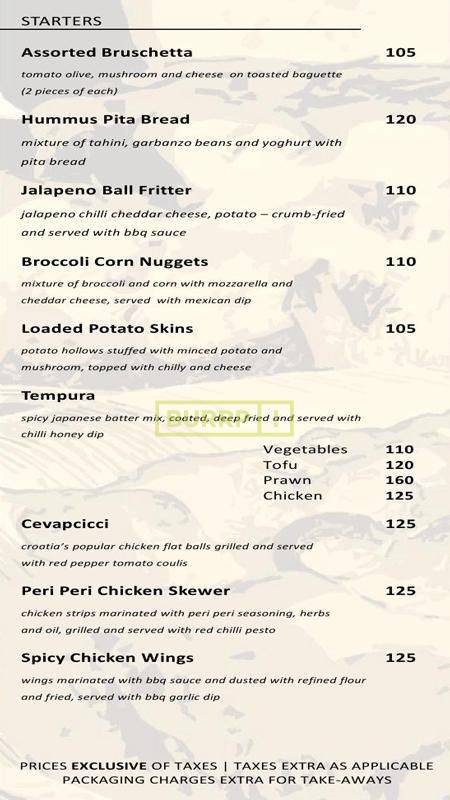 STARTERS
Assorted Bruschetta 105
tomato olive, mushroom and cheese on toasted baguette
(2 pieces of each)
Hummus Pita Bread 120
mixture of tahini, garbanzo beans and yoghurt with
pita bread
Jalapeno Ball Fritter 110
jalapeno chilli cheddar cheese, potato – crumb-fried
and served with bbq sauce
Broccoli Corn Nuggets 110
mixture of broccoli and corn with mozzarella and
cheddar cheese, served with mexican dip
Loaded Potato Skins 105
potato hollows stuffed with minced potato and
mushroom, topped with chilly and cheese
Tempura
spicy japanese batter mix, coated, deep fried and served with
BURRP!
chilli honey dip
Vegetables 110
Tofu 120
Prawn 160
Chicken 125
Cevapcicci 125
croatia's popular chicken flat balls grilled and served
with red pepper tomato coulis
Peri Peri Chicken Skewer 125
chicken strips marinated with peri peri seasoning, herbs
and oil, grilled and served with red chilli pesto
Spicy Chicken Wings 125
wings marinated with bbq sauce and dusted with refined flour
and fried, served with bbq garlic dip
PRICES EXCLUSIVE OF TAXES | TAXES EXTRA AS APPLICABLE
PACKAGING CHARGES EXTRA FOR TAKE-AWAYS